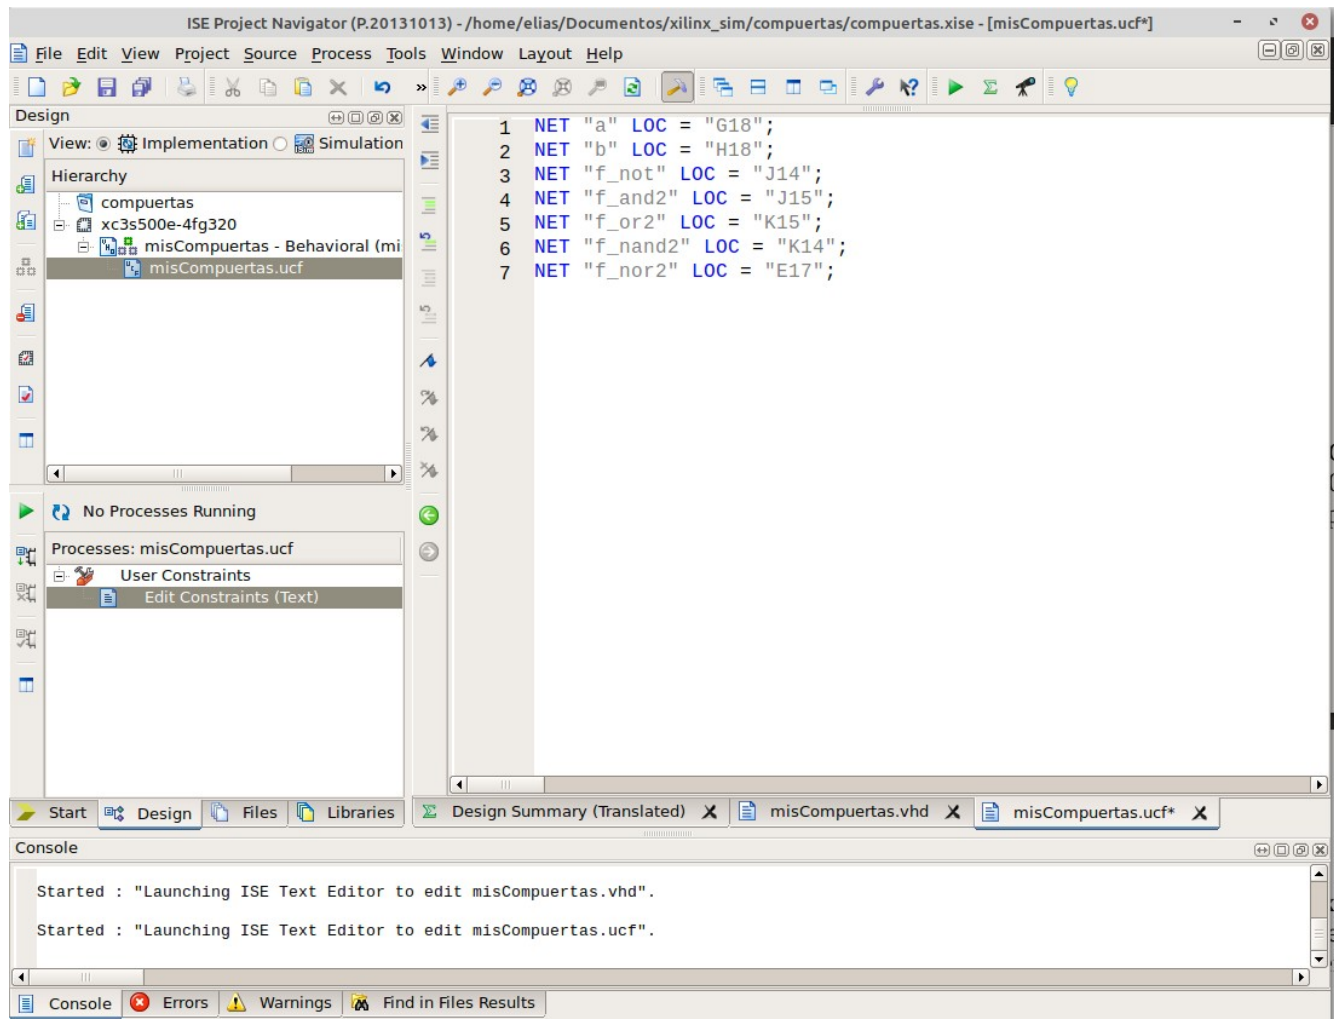 ISE Project Navigator (P.20131013) - /home/elias/Documentos/xilinx_sim/compuertas/compuertas.xise - [misCompuertas.ucf*]
File Edit View Project Source Process Tools Window Layout Help
Design
View: Implementation Simulation
Hierarchy
compuertas
xc3s500e-4fg320
misCompuertas - Behavioral (mi
misCompuertas.ucf
No Processes Running
Processes: misCompuertas.ucf
User Constraints
Edit Constraints (Text)
Start Design Files Libraries
1 NET "a" LOC = "G18";
2 NET "b" LOC = "H18";
3 NET "f_not" LOC = "J14";
4 NET "f_and2" LOC = "J15";
5 NET "f_or2" LOC = "K15";
6 NET "f_nand2" LOC = "K14";
7 NET "f_nor2" LOC = "E17";
Design Summary (Translated) misCompuertas.vhd misCompuertas.ucf*
Console
Started : "Launching ISE Text Editor to edit misCompuertas.vhd".
Started : "Launching ISE Text Editor to edit misCompuertas.ucf".
Console Errors Warnings Find in Files Results